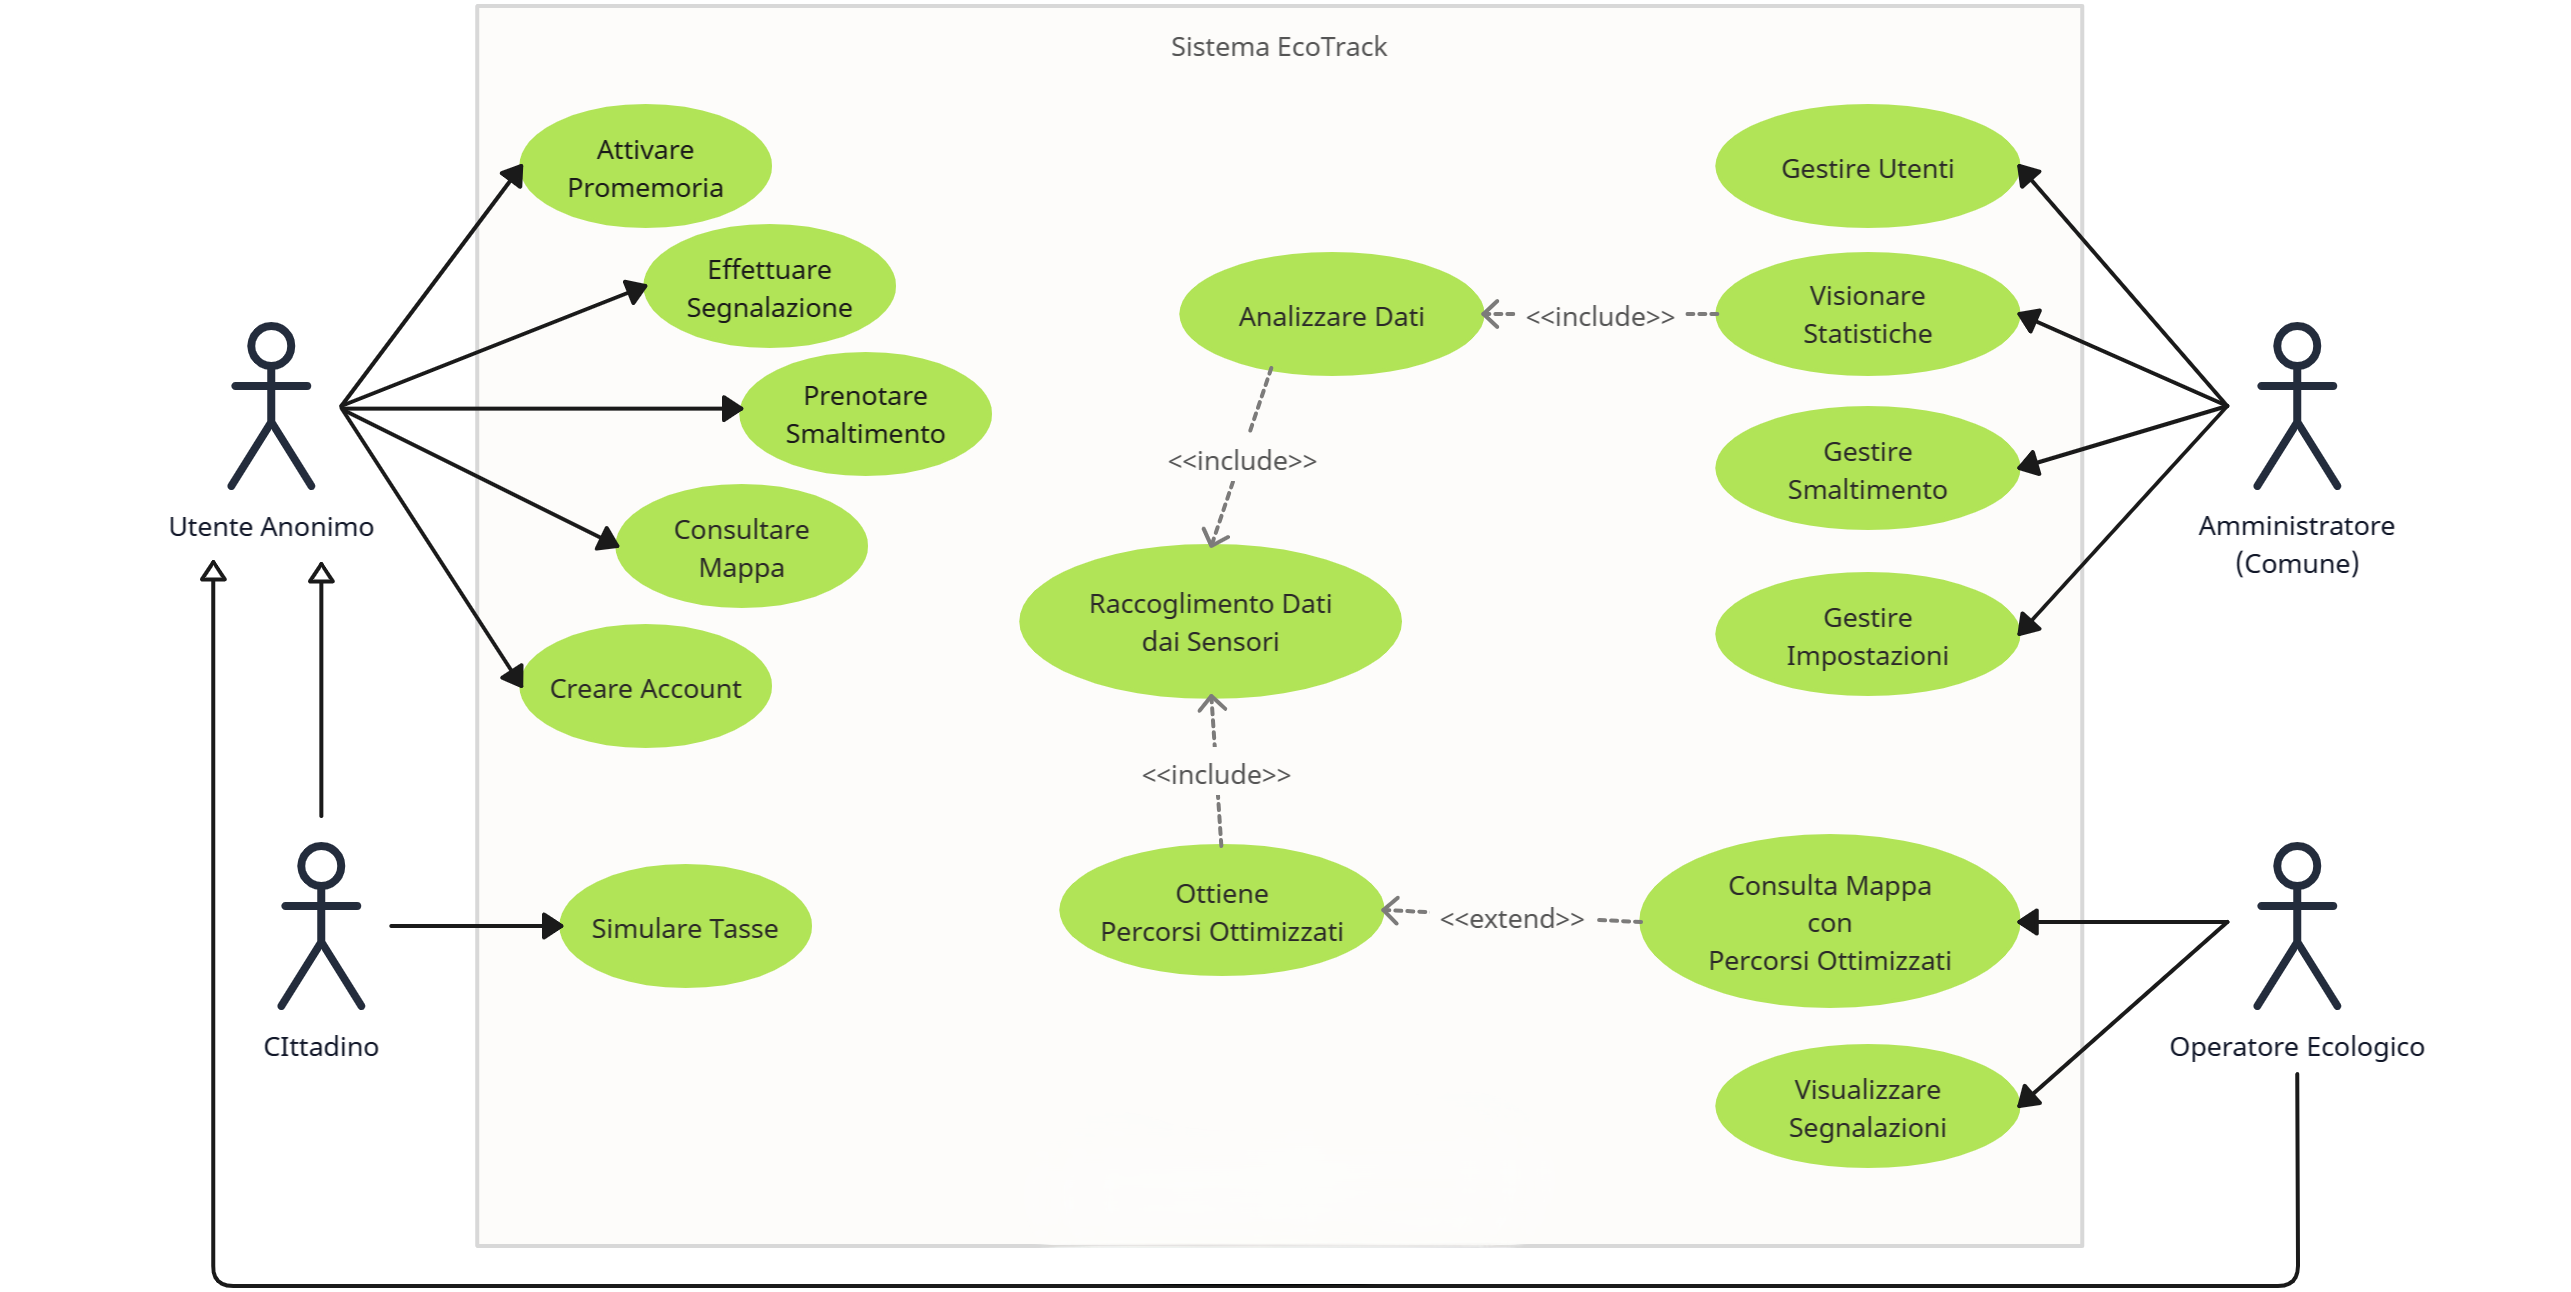 Sistema EcoTrack
Attivare
Promemoria
Effettuare
Segnalazione
Prenotare
Smaltimento
Consultare
Mappa
Creare Account
Utente Anonimo
Simulare Tasse
CIttadino
Analizzare Dati
<<include>>
<<include>>
Raccoglimento Dati
dai Sensori
<<include>>
Ottiene
Percorsi Ottimizzati
<<extend>>
Gestire Utenti
Visionare
Statistiche
Gestire
Smaltimento
Gestire
Impostazioni
Amministratore
(Comune)
Consulta Mappa
con
Percorsi Ottimizzati
Visualizzare
Segnalazioni
Operatore Ecologico